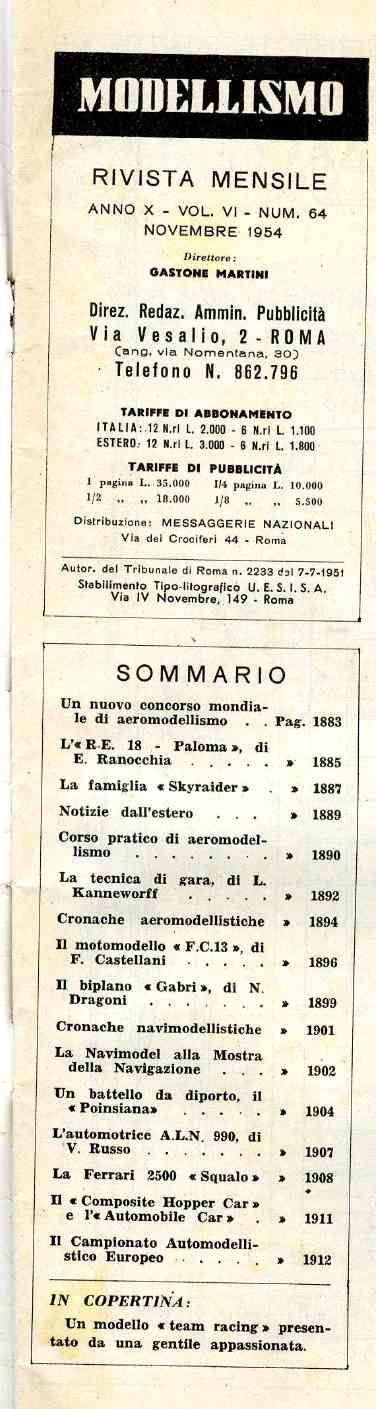 MODELLISMO
RIVISTA MENSILE
ANNO X - VOL. VI - NUM. 64
NOVEMBRE 1954
Direttore:
GASTONE MARTINI
Direz. Redaz. Ammin. Pubblicità
Via Vesalio, 2 - ROMA
(ang. via Nomentana, 30)
Telefono N. 862.796
TARIFFE DI ABBONAMENTO
ITALIA: 12 N.ri L. 2.000 - 6 N.ri L. 1.100
ESTERO: 12 N.ri L. 3.000 - 6 N.ri L. 1.800
TARIFFE DI PUBBLICITÀ
1 pagina L. 35.000 1/4 pagina L. 10.000
1/2 „ „ 18.000 1/8 „ „ 5.500
Distribuzione: MESSAGGERIE NAZIONALI
Via dei Crociferi 44 - Roma
Autor. del Tribunale di Roma n. 2233 del 7-7-1951
Stabilimento Tipo-litografico U. E. S. I. S. A.
Via IV Novembre, 149 - Roma
SOMMARIO
Un nuovo concorso mondia-
le di aeromodellismo . . Pag. 1883
L'« R.E. 18 - Paloma », di
E. Ranocchia . . . . . » 1885
La famiglia « Skyraider » . » 1887
Notizie dall'estero . . . » 1889
Corso pratico di aeromodel-
lismo . . . . . . . . » 1890
La tecnica di gara, di L.
Kanneworff . . . . . » 1892
Cronache aeromodellistiche » 1894
Il motomodello « F.C.13 », di
F. Castellani . . . . . » 1896
Il biplano « Gabri », di N.
Dragoni . . . . . . » 1899
Cronache navimodellistiche » 1901
La Navimodel alla Mostra
della Navigazione . . . » 1902
Un battello da diporto, il
« Poinsiana» . . . . . » 1904
L'automotrice A.L.N. 990, di
V. Russo . . . . . . . » 1907
La Ferrari 2500 « Squalo » » 1908
Il « Composite Hopper Car »
e l'« Automobile Car » . » 1911
Il Campionato Automodelli-
stico Europeo . . . . . » 1912
IN COPERTINA:
Un modello « team racing » presen-
tato da una gentile appassionata.